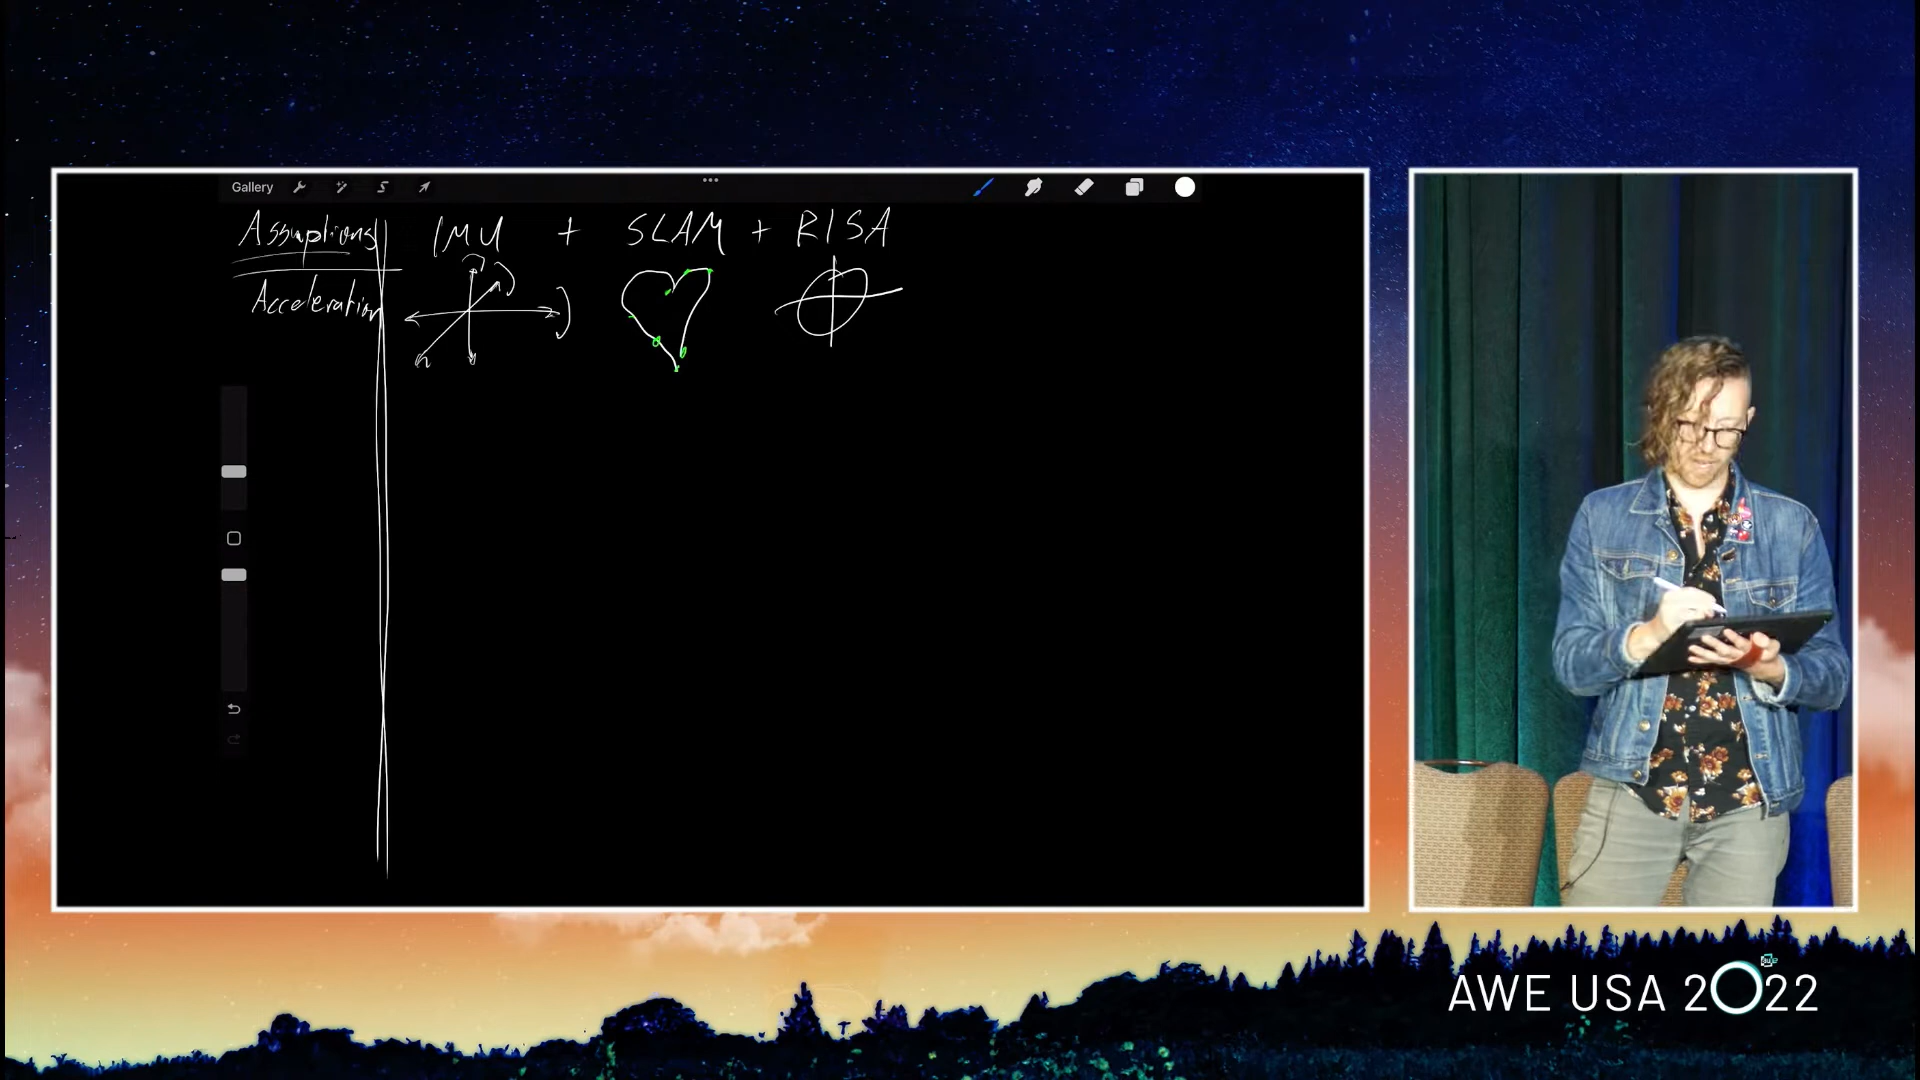 Gallery
Assumptions IMU + SLAM + RISA
Acceleration
AWE USA 2022